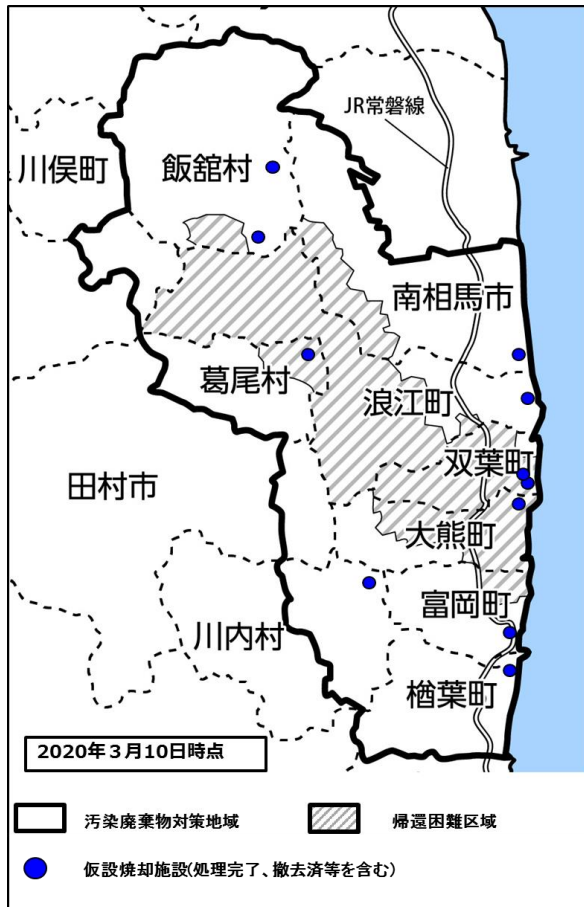 JR常磐線
川俣町
飯舘村
南相馬市
葛尾村
浪江町
双葉町
田村市
大熊町
富岡町
川内村
楢葉町
2020年3月10日時点
汚染廃棄物対策地域
帰還困難区域
仮設焼却施設(処理完了、撤去済等を含む)